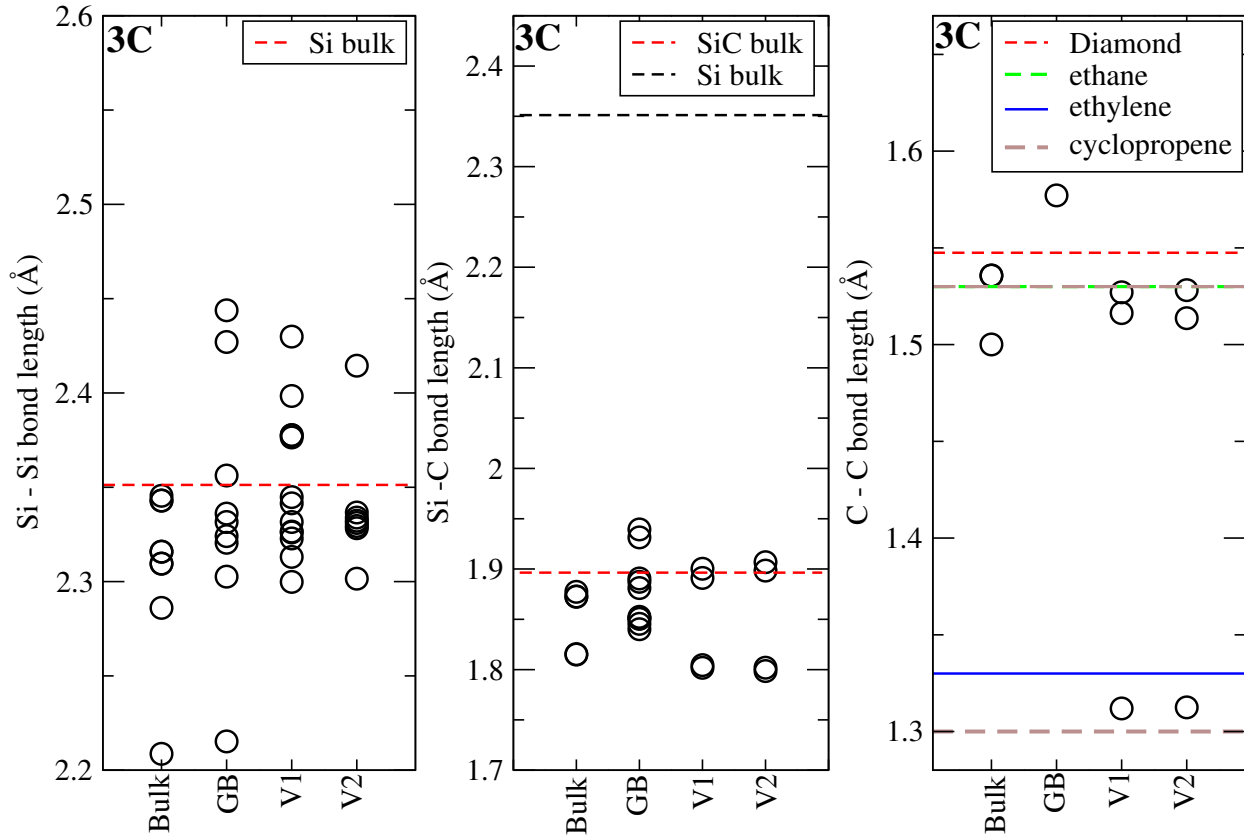 3C
Si bulk
Si - Si bond length (Å)
2.6
2.5
2.4
2.3
2.2
Bulk
GB
V1
V2
3C
SiC bulk
Si bulk
Si -C bond length (Å)
2.4
2.3
2.2
2.1
2
1.9
1.8
1.7
Bulk
GB
V1
V2
3C
Diamond
ethane
ethylene
cyclopropene
C - C bond length (Å)
1.6
1.5
1.4
1.3
Bulk
GB
V1
V2